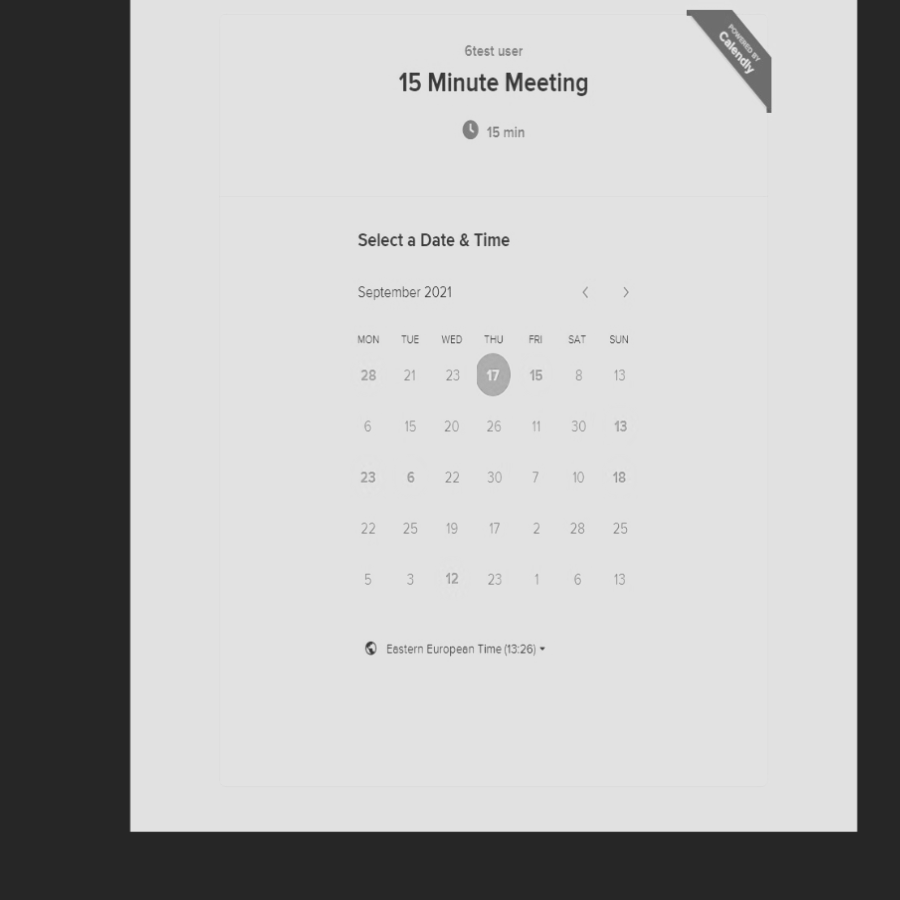 POWERED BY
Calendly
6test user
15 Minute Meeting
15 min
Select a Date & Time
September 2021
MON TUE WED THU FRI SAT SUN
28 21 23 17 15 8 13
6 15 20 26 11 30 13
23 6 22 30 7 10 18
22 25 19 17 2 28 25
5 3 12 23 1 6 13
Eastern European Time (13:26)